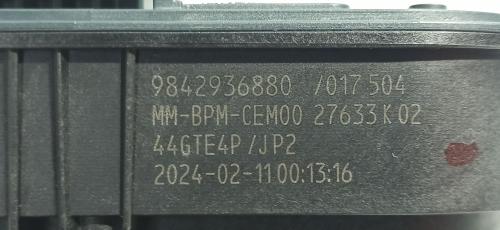 9842936880 /017 504
MM-BPM-CEM00 27633 K 02
44GTE4P/JP2
2024-02-11 00:13:16